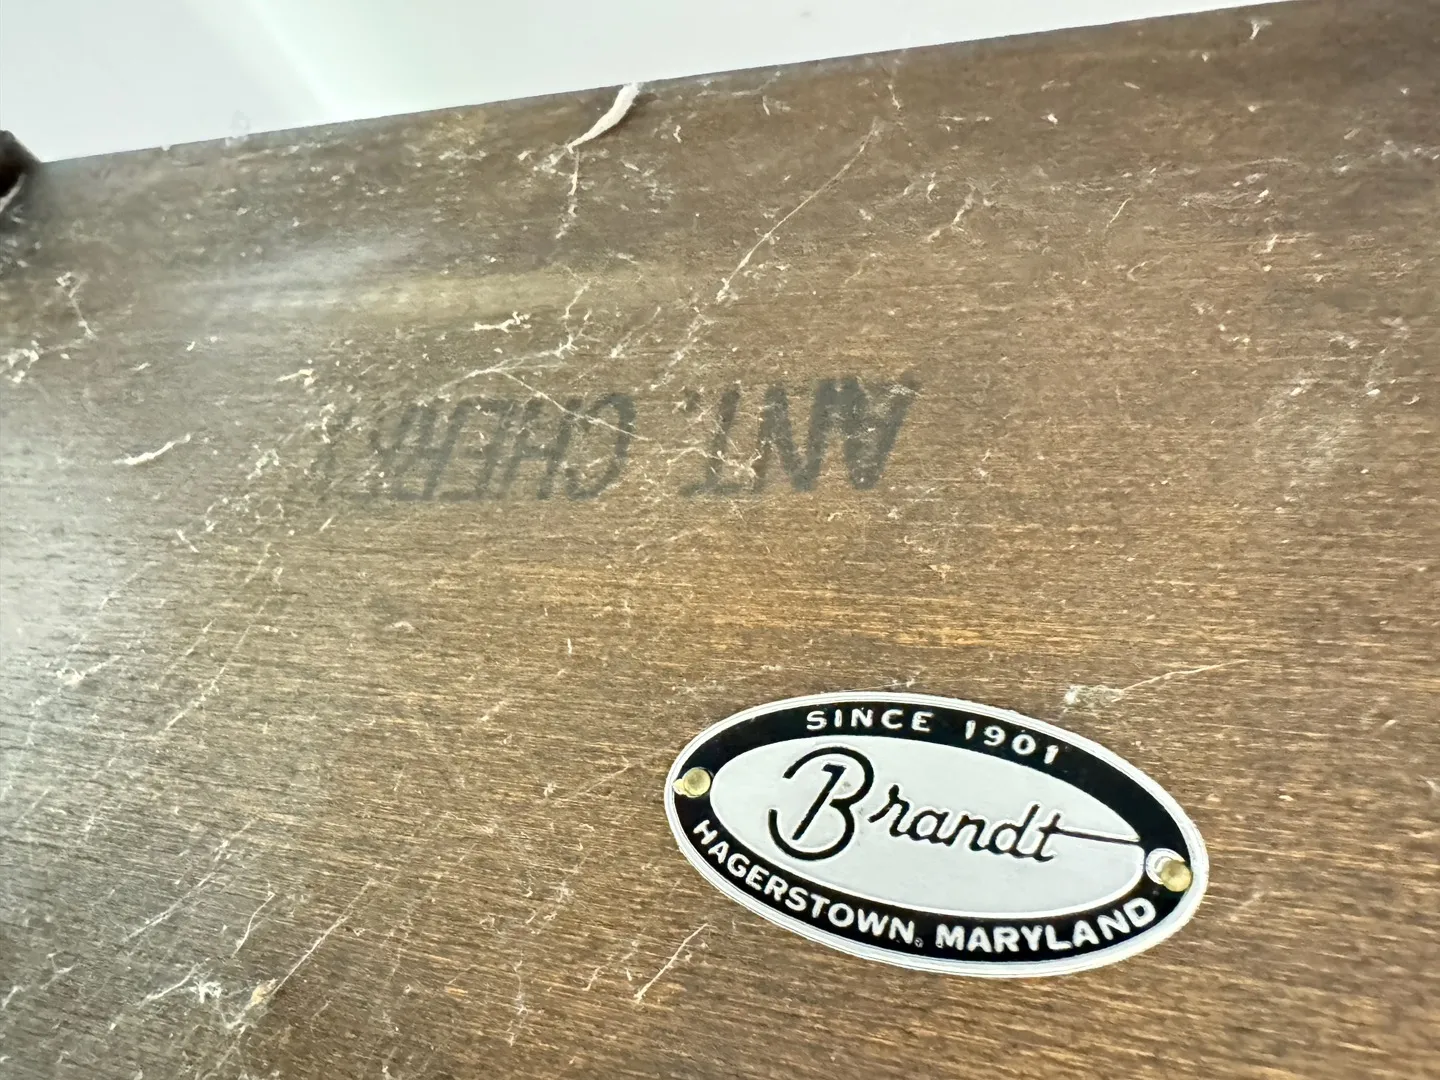 ANT. CHERRY
SINCE 1901
Brandt
HAGERSTOWN, MARYLAND